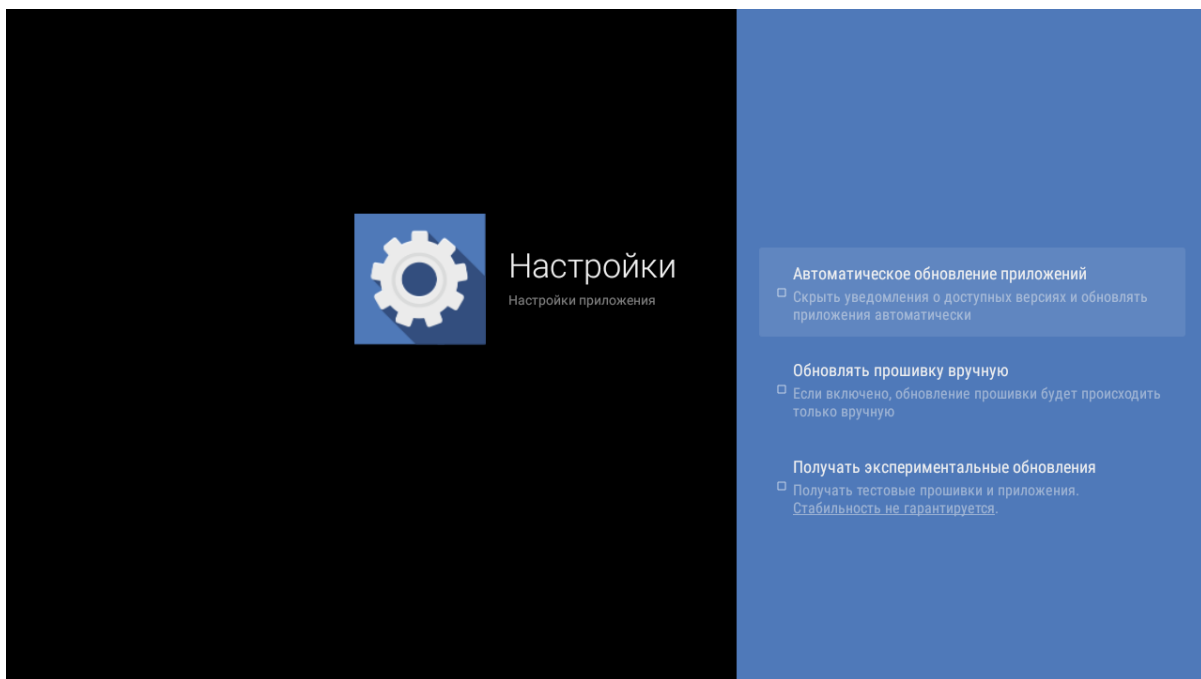 Настройки
Настройки приложения
Автоматическое обновление приложений
Скрыть уведомления о доступных версиях и обновлять
приложения автоматически
Обновлять прошивку вручную
Если включено, обновление прошивки будет происходить
только вручную
Получать экспериментальные обновления
Получать тестовые прошивки и приложения.
Стабильность не гарантируется.